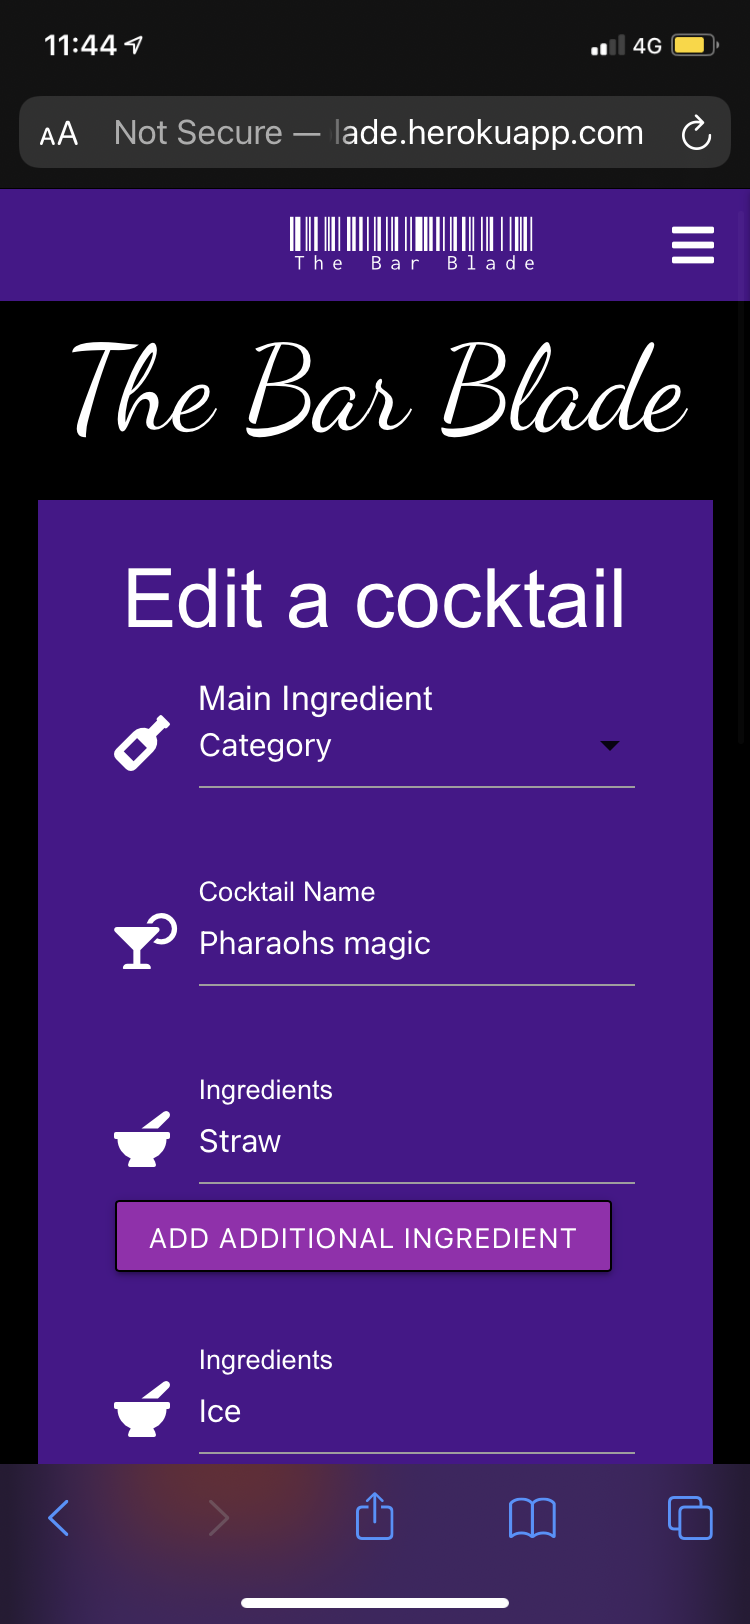 11:44
4G
AA Not Secure — lade.herokuapp.com
The Bar Blade
The Bar Blade
Edit a cocktail
Main Ingredient
Category
Cocktail Name
Pharaohs magic
Ingredients
Straw
ADD ADDITIONAL INGREDIENT
Ingredients
Ice